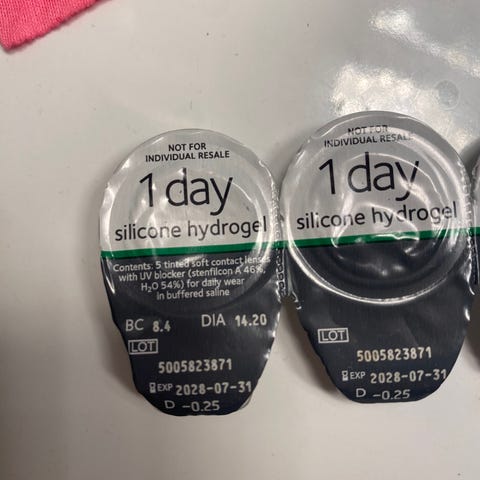 NOT FOR
INDIVIDUAL RESALE
1 day
silicone hydrogel
Contents: 5 tinted soft contact lenses
with UV blocker (stenfilcon A 46%,
H₂O 54%) for daily wear
in buffered saline
BC 8.4 DIA 14.20
LOT
5005823871
EXP 2028-07-31
D -0.25
NOT FOR
INDIVIDUAL RESALE
1 day
silicone hydrogel
LOT
5005823871
EXP 2028-07-31
D -0.25